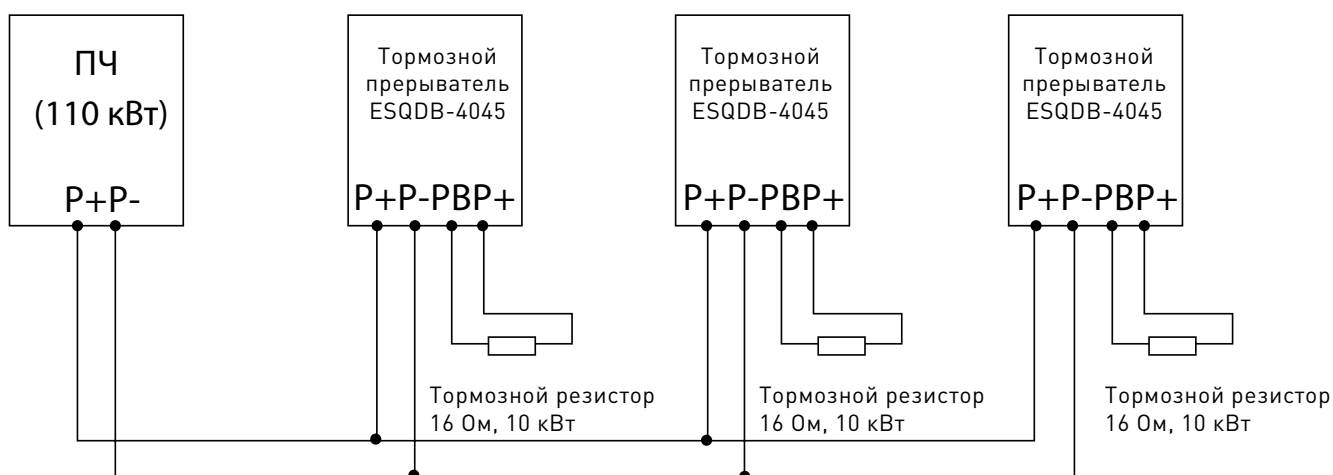 ПЧ
(110 кВт)
P+P-
Тормозной
прерыватель
ESQDB-4045
P+P-PBP+
Тормозной резистор
16 Ом, 10 кВт
Тормозной
прерыватель
ESQDB-4045
P+P-PBP+
Тормозной резистор
16 Ом, 10 кВт
Тормозной
прерыватель
ESQDB-4045
P+P-PBP+
Тормозной резистор
16 Ом, 10 кВт